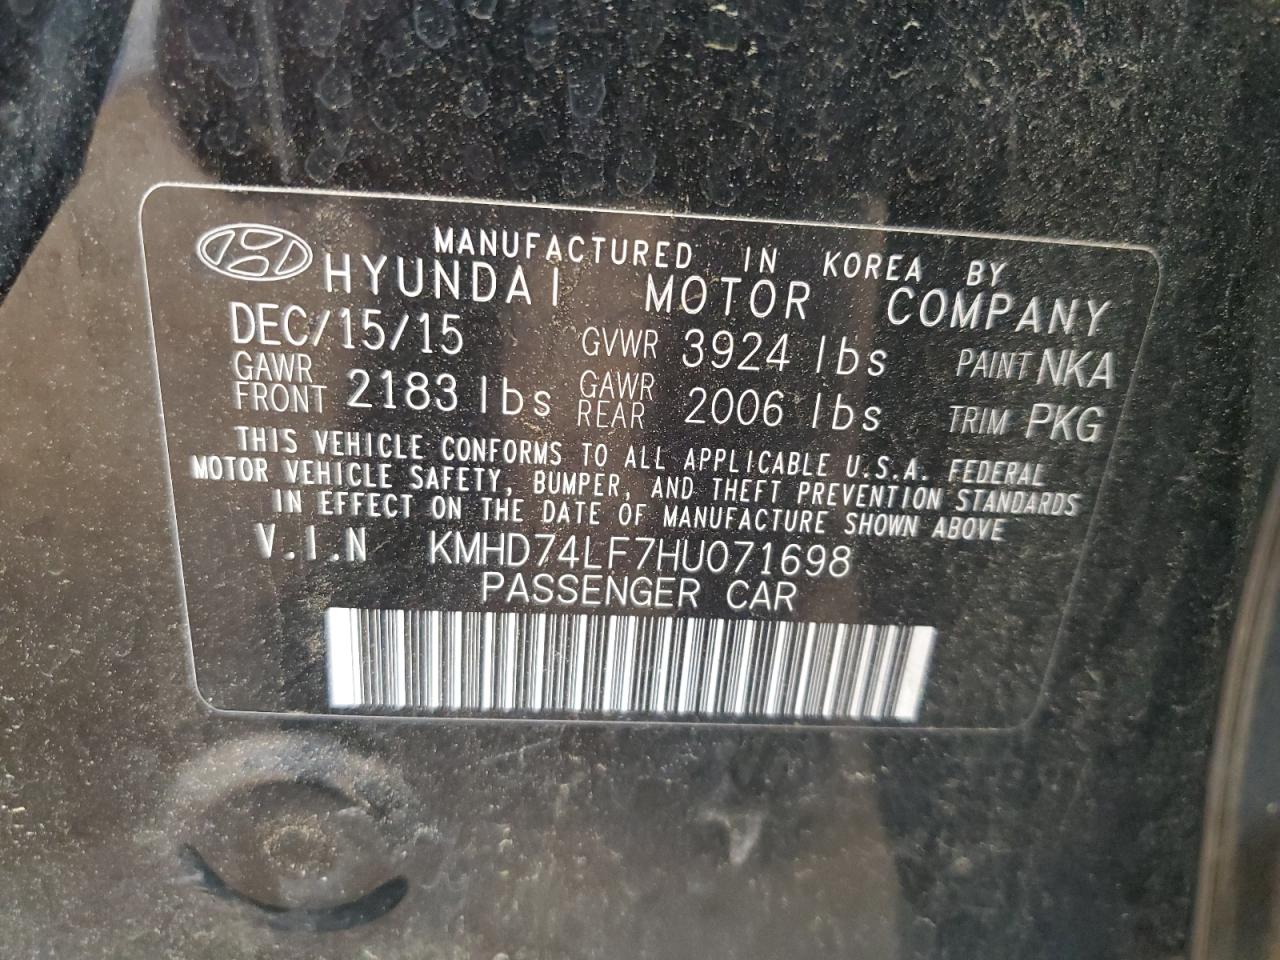 MANUFACTURED IN KOREA BY
HYUNDAI MOTOR COMPANY
DEC/15/15 GVWR 3924 lbs PAINT NKA
GAWR FRONT 2183 lbs GAWR REAR 2006 lbs TRIM PKG
THIS VEHICLE CONFORMS TO ALL APPLICABLE U.S.A. FEDERAL
MOTOR VEHICLE SAFETY, BUMPER, AND THEFT PREVENTION STANDARDS
IN EFFECT ON THE DATE OF MANUFACTURE SHOWN ABOVE
V.I.N KMHD74LF7HU071698
PASSENGER CAR